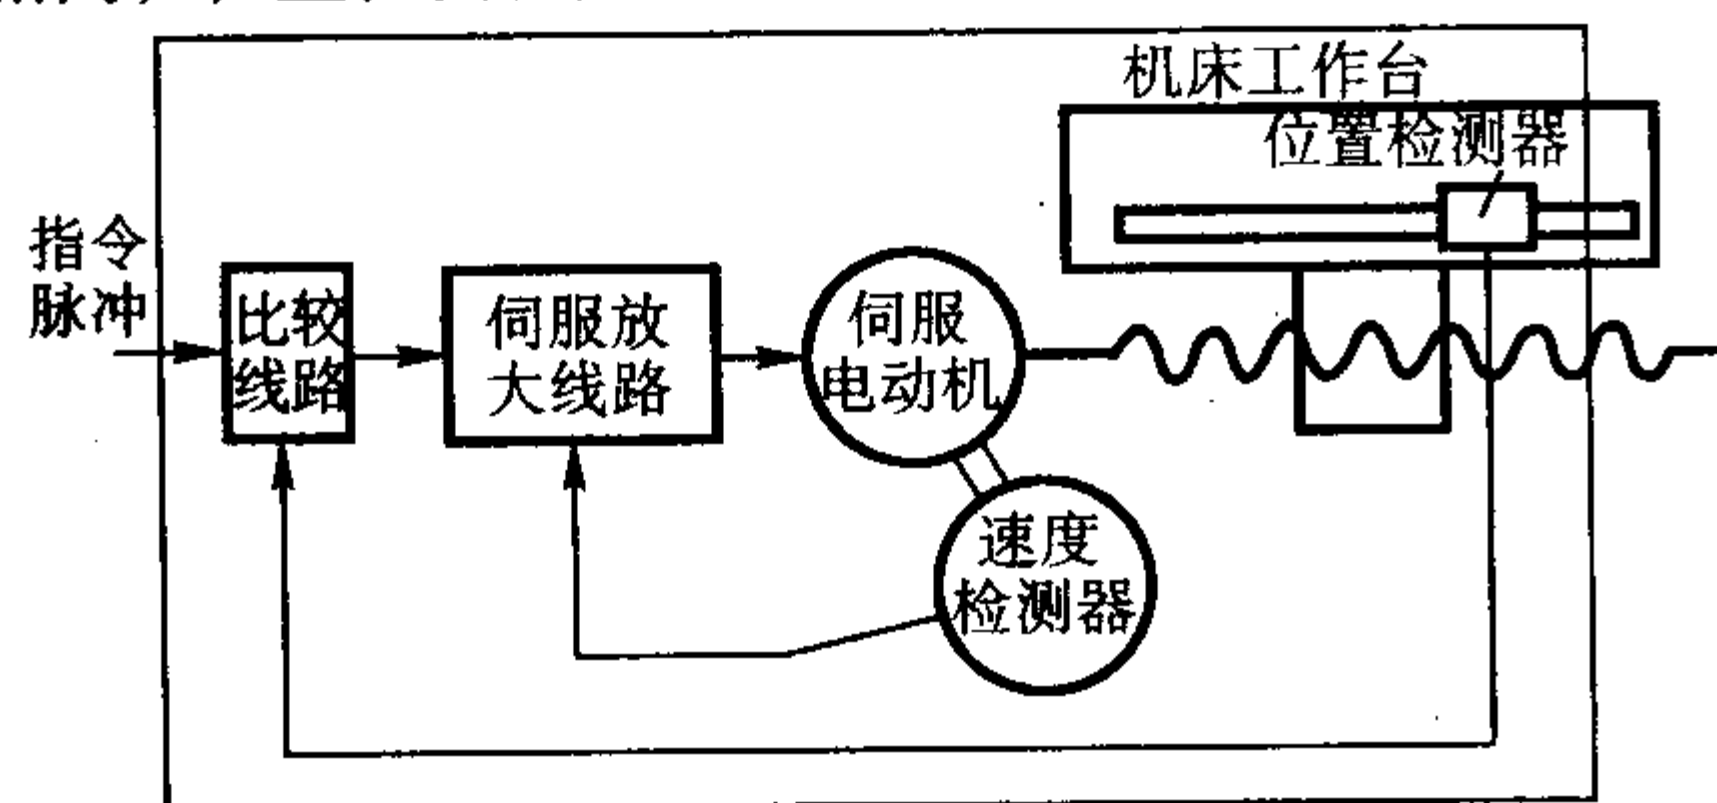 机床工作台
位置检测器
指令
脉冲
比较
线路
伺服放
大线路
伺服
电动机
速度
检测器